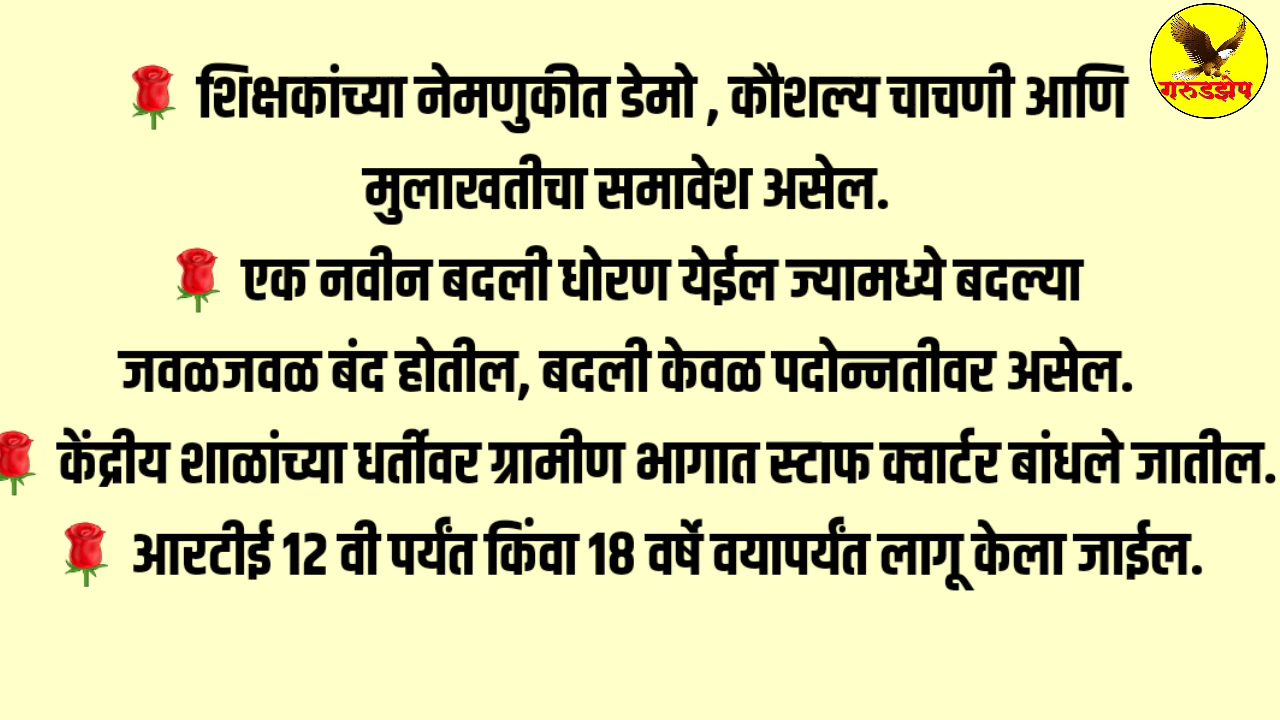 गरुडझेप
🌹 शिक्षकांच्या नेमणुकीत डेमो , कौशल्य चाचणी आणि
मुलाखतीचा समावेश असेल.
🌹 एक नवीन बदली धोरण येईल ज्यामध्ये बदल्या
जवळजवळ बंद होतील, बदली केवळ पदोन्नतीवर असेल.
🌹 केंद्रीय शाळांच्या धर्तीवर ग्रामीण भागात स्टाफ क्वार्टर बांधले जातील.
🌹 आरटीई 12 वी पर्यंत किंवा 18 वर्षे वयापर्यंत लागू केला जाईल.